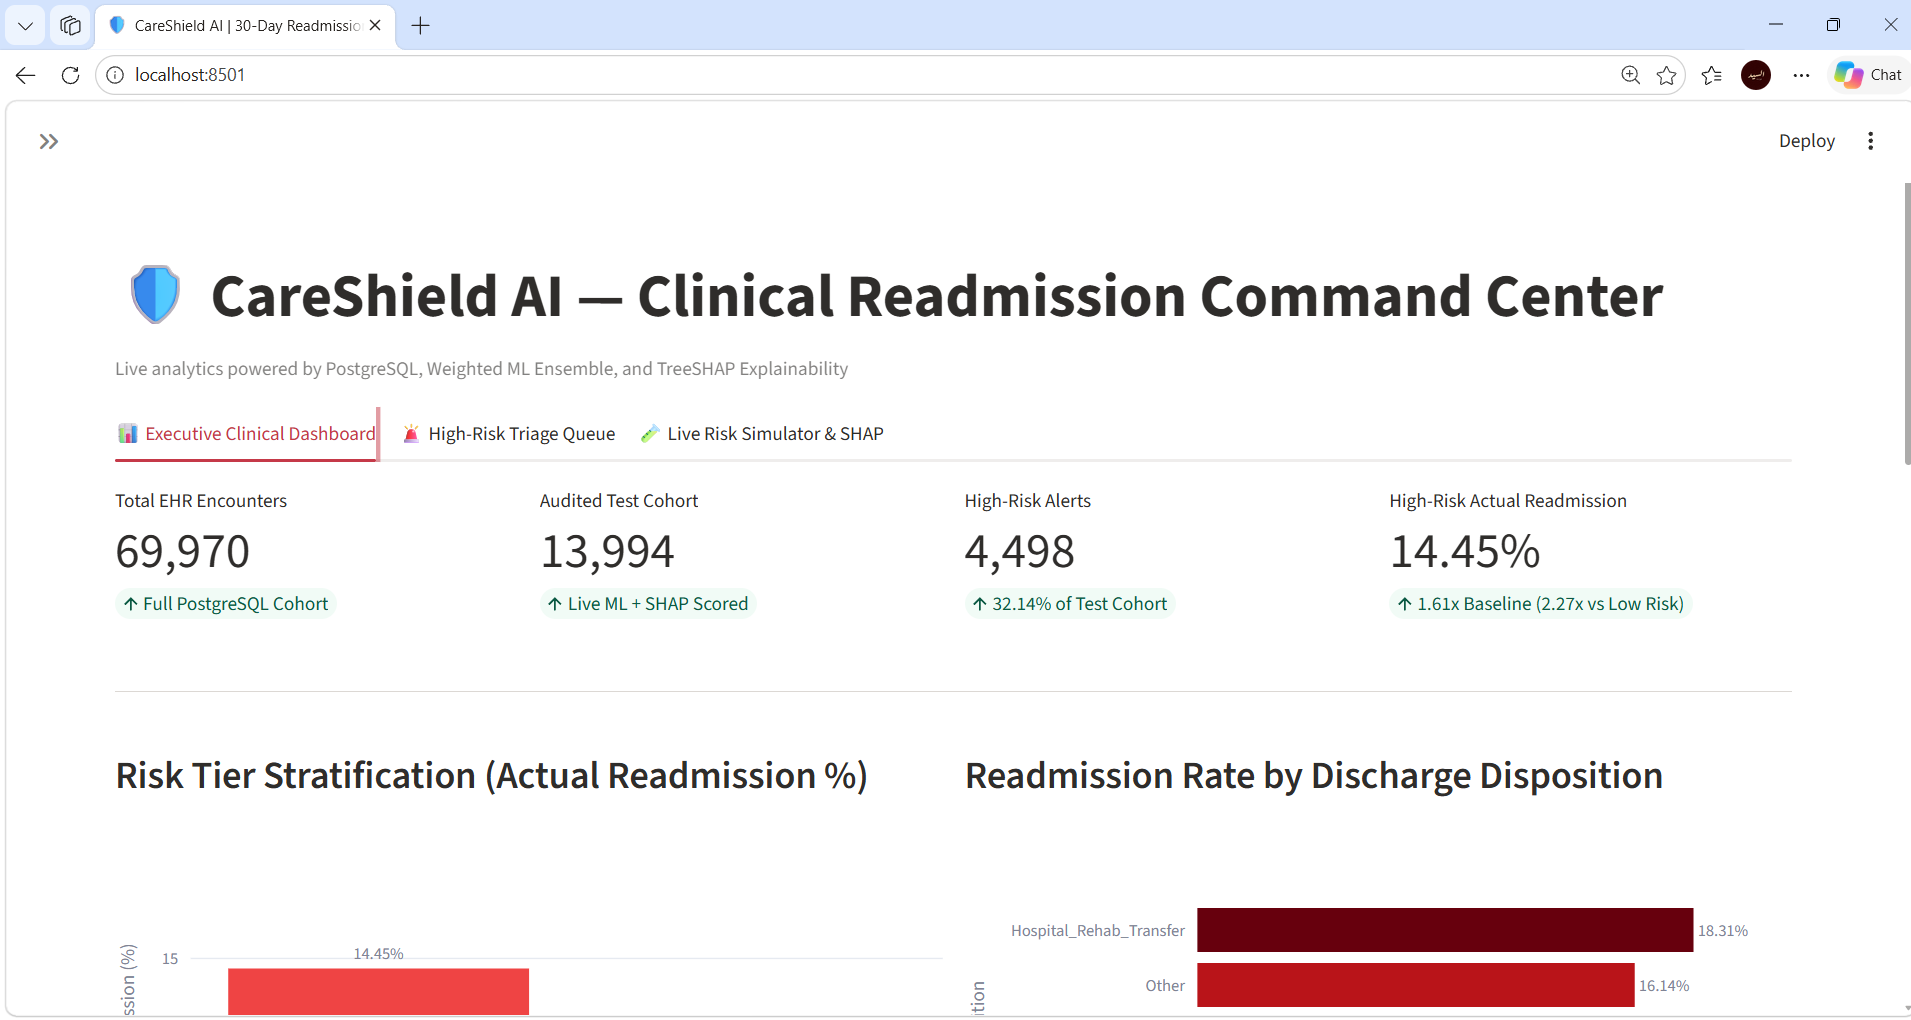 CareShield AI | 30-Day Readmissio
localhost:8501
Chat
Deploy
CareShield AI — Clinical Readmission Command Center
Live analytics powered by PostgreSQL, Weighted ML Ensemble, and TreeSHAP Explainability
Executive Clinical Dashboard
High-Risk Triage Queue
Live Risk Simulator & SHAP
Total EHR Encounters
69,970
↑ Full PostgreSQL Cohort
Audited Test Cohort
13,994
↑ Live ML + SHAP Scored
High-Risk Alerts
4,498
↑ 32.14% of Test Cohort
High-Risk Actual Readmission
14.45%
↑ 1.61x Baseline (2.27x vs Low Risk)
Risk Tier Stratification (Actual Readmission %)
ssion (%)
15
14.45%
Readmission Rate by Discharge Disposition
ition
Hospital_Rehab_Transfer
18.31%
Other
16.14%